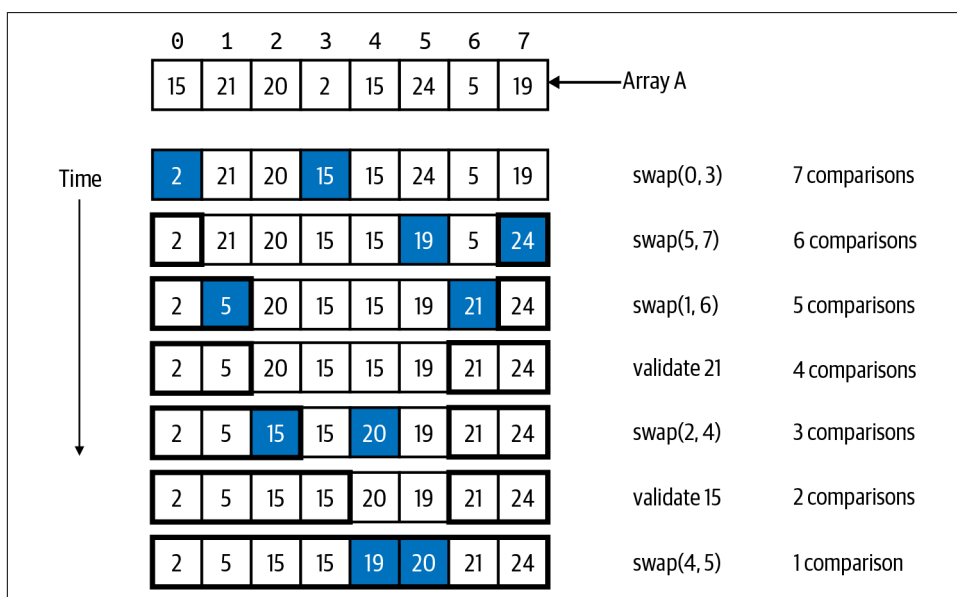 0 1 2 3 4 5 6 7
15 21 20 2 15 24 5 19 Array A
Time 2 21 20 15 15 24 5 19 swap(0, 3) 7 comparisons
2 21 20 15 15 19 5 24 swap(5, 7) 6 comparisons
2 5 20 15 15 19 21 24 swap(1, 6) 5 comparisons
2 5 20 15 15 19 21 24 validate 21 4 comparisons
2 5 15 15 20 19 21 24 swap(2, 4) 3 comparisons
2 5 15 15 20 19 21 24 validate 15 2 comparisons
2 5 15 15 19 20 21 24 swap(4, 5) 1 comparison